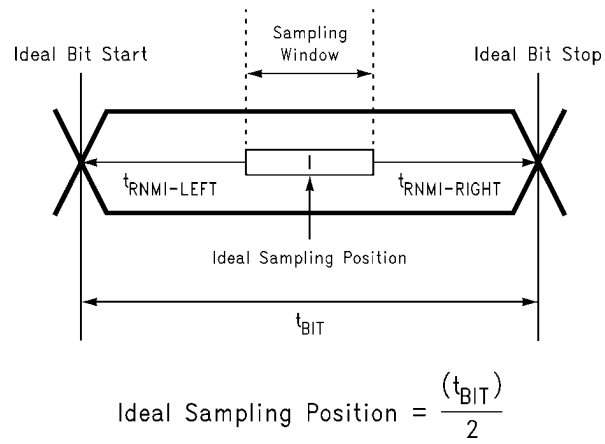 Sampling
Window
Ideal Bit Start
Ideal Bit Stop
tRNMI-LEFT
tRNMI-RIGHT
Ideal Sampling Position
tBIT
Ideal Sampling Position = (tBIT)
2